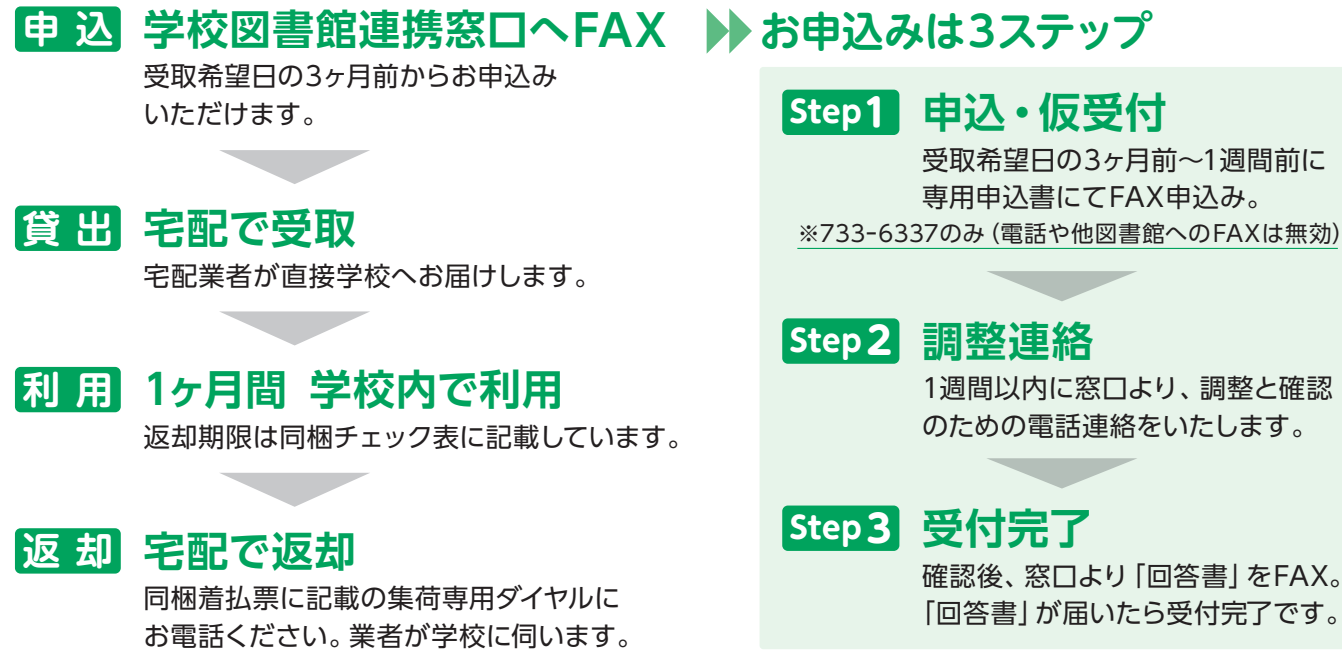 申込 学校図書館連携窓口へFAX
受取希望日の3ヶ月前からお申込み
いただけます。
貸出 宅配で受取
宅配業者が直接学校へお届けします。
利用 1ヶ月間 学校内で利用
返却期限は同梱チェック表に記載しています。
返却 宅配で返却
同梱着払票に記載の集荷専用ダイヤルに
お電話ください。業者が学校に伺います。
お申込みは3ステップ
Step1 申込・仮受付
受取希望日の3ヶ月前～1週間前に
専用申込書にてFAX申込み。
※733-6337のみ(電話や他図書館へのFAXは無効)
Step2 調整連絡
1週間以内に窓口より、調整と確認
のための電話連絡をいたします。
Step3 受付完了
確認後、窓口より「回答書」をFAX。
「回答書」が届いたら受付完了です。